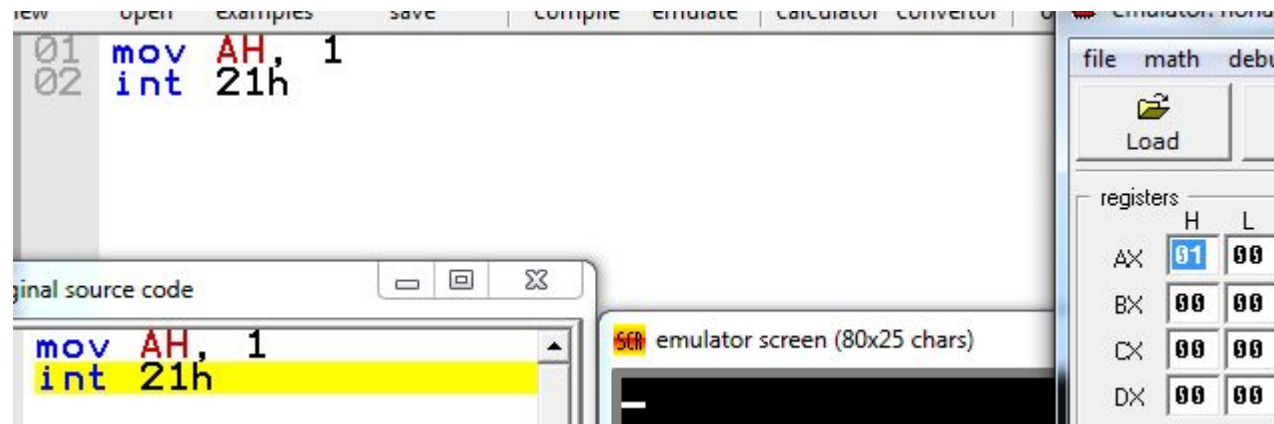 open examples save compile emulate calculator convertor
01 mov AH, 1
02 int 21h
file math debu
Load
registers
H L
AX 01 00
BX 00 00
CX 00 00
DX 00 00
ginal source code
mov AH, 1
int 21h
SCR emulator screen (80x25 chars)